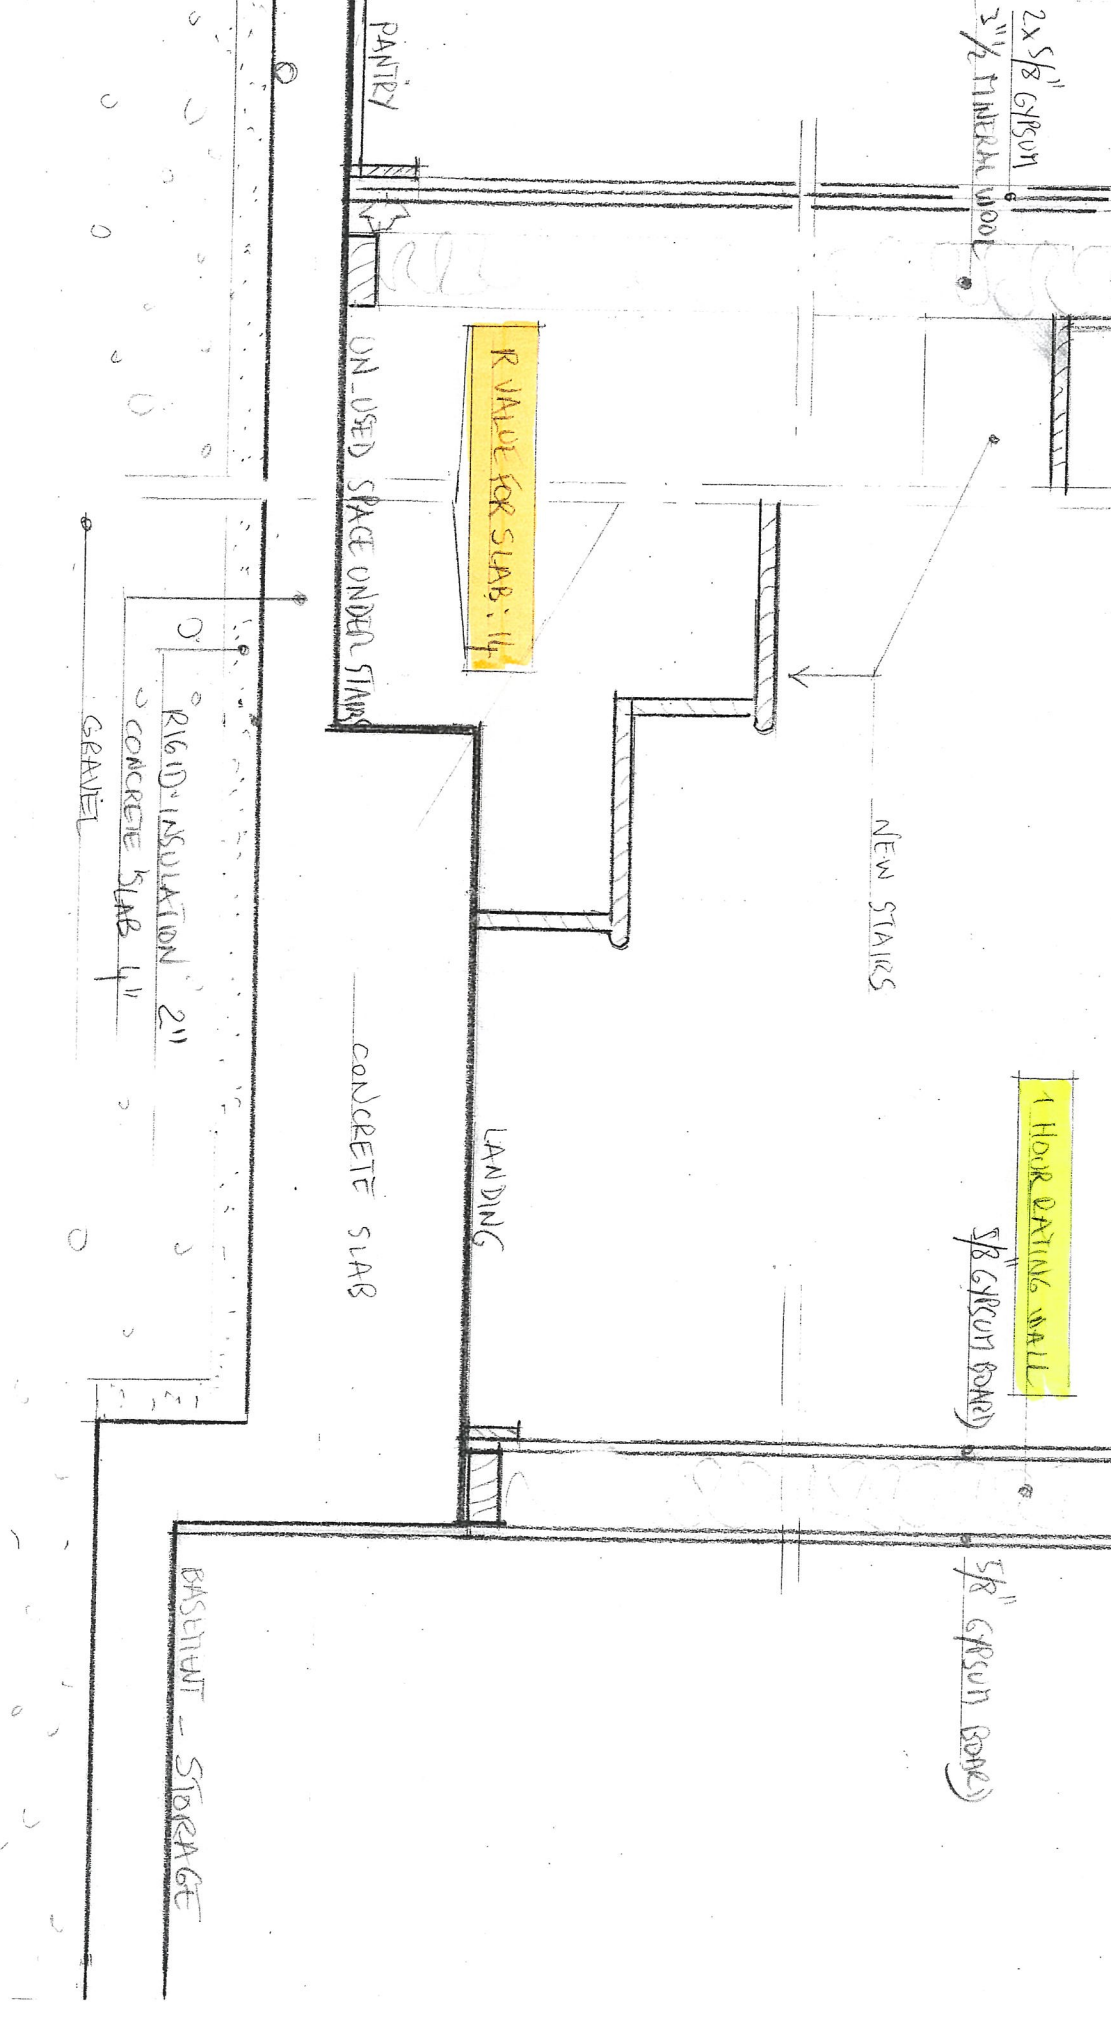 2x 5/8" GYPSUM
3"1/2 MINERAL WOOL
1 HOUR RATING WALL
5/8" GYPSUM BOARD
5/8" GYPSUM BOARD
NEW STAIRS
R VALUE FOR SLAB: 14
LANDING
PANTRY
UN_USED SPACE UNDER STAIRS
CONCRETE SLAB
BASEMENT _ STORAGE
RIGID.INSULATION 2"
CONCRETE SLAB 4"
GRAVEL